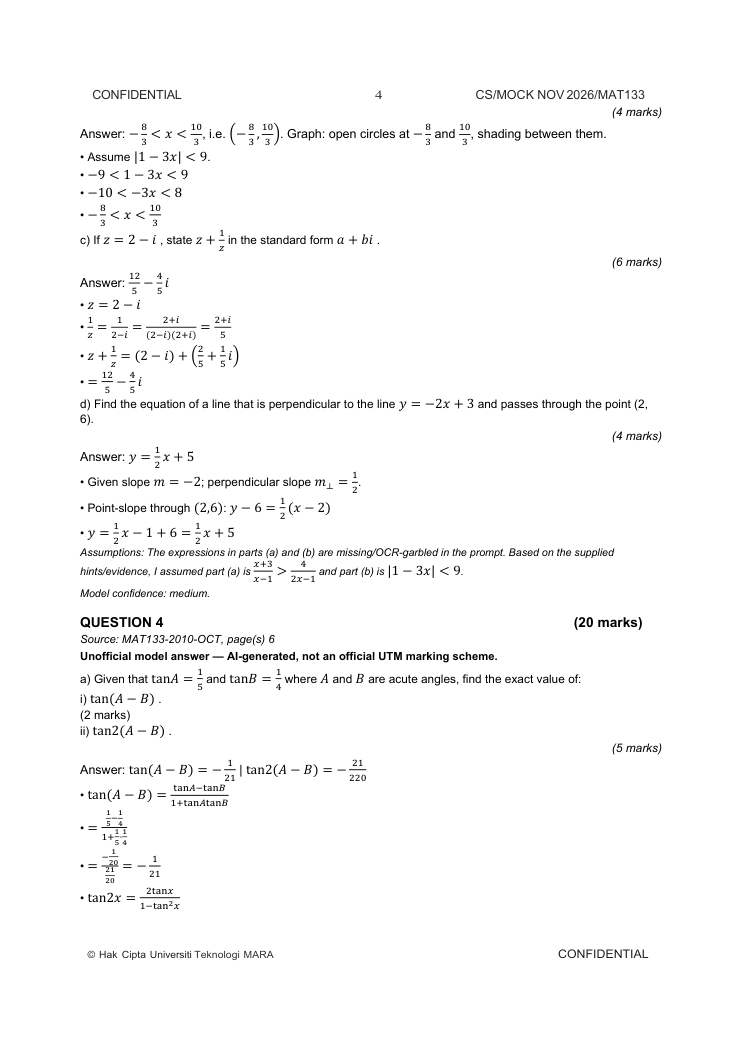 CONFIDENTIAL 4 CS/MOCK NOV 2026/MAT133
(4 marks)
Answer: −8/3 < x < 10/3, i.e. (−8/3, 10/3). Graph: open circles at −8/3 and 10/3, shading between them.
• Assume |1 − 3x| < 9.
• −9 < 1 − 3x < 9
• −10 < −3x < 8
• −8/3 < x < 10/3
c) If z = 2 − i , state z + 1/z in the standard form a + bi .
(6 marks)
Answer: 12/5 − 4/5 i
• z = 2 − i
• 1/z = 1/(2−i) = (2+i)/((2−i)(2+i)) = (2+i)/5
• z + 1/z = (2 − i) + (2/5 + 1/5 i)
• = 12/5 − 4/5 i
d) Find the equation of a line that is perpendicular to the line y = −2x + 3 and passes through the point (2,
6).
(4 marks)
Answer: y = 1/2 x + 5
• Given slope m = −2; perpendicular slope m⊥ = 1/2.
• Point-slope through (2,6): y − 6 = 1/2 (x − 2)
• y = 1/2 x − 1 + 6 = 1/2 x + 5
Assumptions: The expressions in parts (a) and (b) are missing/OCR-garbled in the prompt. Based on the supplied
hints/evidence, I assumed part (a) is (x+3)/(x−1) > 4/(2x−1) and part (b) is |1 − 3x| < 9.
Model confidence: medium.
QUESTION 4 (20 marks)
Source: MAT133-2010-OCT, page(s) 6
Unofficial model answer — AI-generated, not an official UTM marking scheme.
a) Given that tanA = 1/5 and tanB = 1/4 where A and B are acute angles, find the exact value of:
i) tan(A − B) .
(2 marks)
ii) tan2(A − B) .
(5 marks)
Answer: tan(A − B) = −1/21 | tan2(A − B) = −21/220
• tan(A − B) = (tanA−tanB)/(1+tanAtanB)
• = (1/5−1/4)/(1+1/5·1/4)
• = (−1/20)/(21/20) = −1/21
• tan2x = 2tanx/(1−tan²x)
© Hak Cipta Universiti Teknologi MARA CONFIDENTIAL